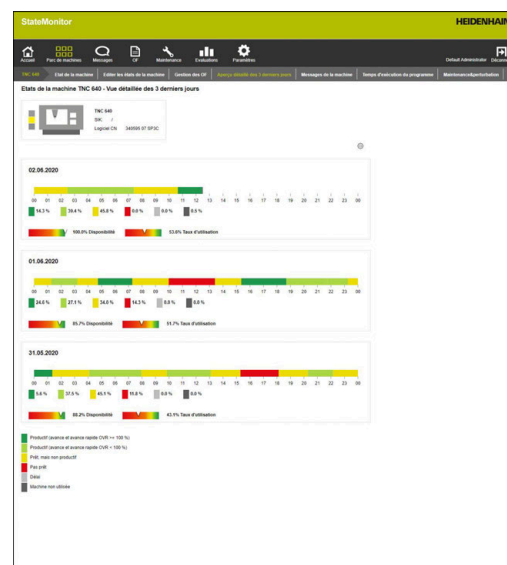 StateMonitor
HEIDENHAIN
Accueil Parc de machines Messages OF Maintenance Evaluations Paramètres Default Administrator
TNC 640 Etat de la machine Editer les états de la machine Gestion des OF Aperçu détaillé des 3 derniers jours Messages de la machine Temps d'exécution du programme Maintenance&perturbation
Etats de la machine TNC 640 - Vue détaillée des 3 derniers jours
TNC 640
SIK: /
Logiciel CN 340595 07 SP3C
02.06.2020
00 01 02 03 04 05 06 07 08 09 10 11 12 13 14 15 16 17 18 19 20 21 22 23 00
14.3 % 39.4 % 45.8 % 0.0 % 0.0 % 0.5 %
100.0% Disponibilité 53.8% Taux d'utilisation
01.06.2020
00 01 02 03 04 05 06 07 08 09 10 11 12 13 14 15 16 17 18 19 20 21 22 23 00
24.6 % 27.1 % 34.0 % 14.3 % 0.0 % 0.0 %
85.7% Disponibilité 51.7% Taux d'utilisation
31.05.2020
00 01 02 03 04 05 06 07 08 09 10 11 12 13 14 15 16 17 18 19 20 21 22 23 00
5.6 % 37.5 % 45.1 % 11.8 % 0.0 % 0.0 %
88.2% Disponibilité 43.1% Taux d'utilisation
Productif (avance et avance rapide OVR >= 100 %)
Productif (avance et avance rapide OVR < 100 %)
Prêt, mais non productif
Pas prêt
Délai
Machine non utilisée